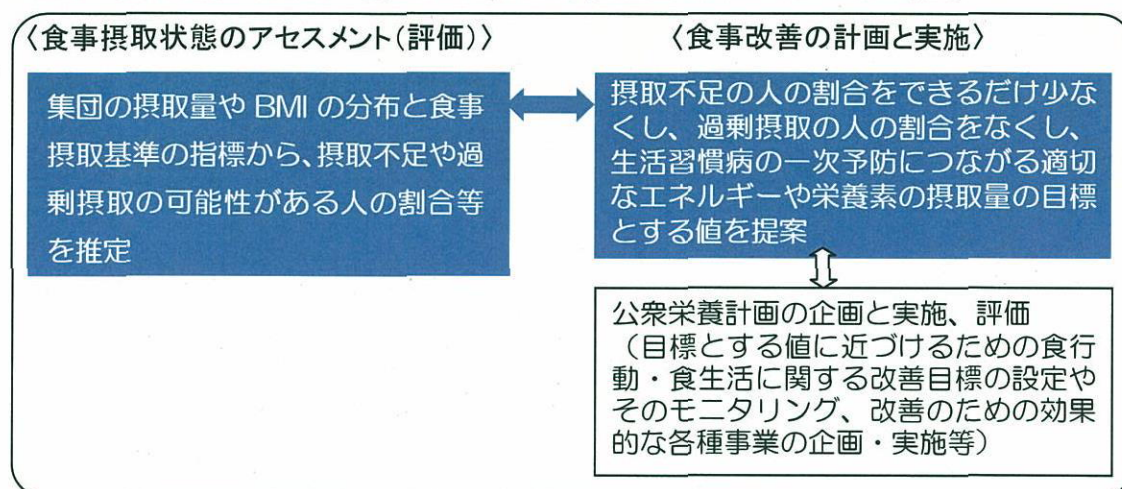 〈食事摂取状態のアセスメント(評価)〉
集団の摂取量や BMI の分布と食事
摂取基準の指標から、摂取不足や過
剰摂取の可能性がある人の割合等
を推定
〈食事改善の計画と実施〉
摂取不足の人の割合をできるだけ少な
くし、過剰摂取の人の割合をなくし、
生活習慣病の一次予防につながる適切
なエネルギーや栄養素の摂取量の目標
とする値を提案
公衆栄養計画の企画と実施、評価
(目標とする値に近づけるための食行
動・食生活に関する改善目標の設定や
そのモニタリング、改善のための効果
的な各種事業の企画・実施等)